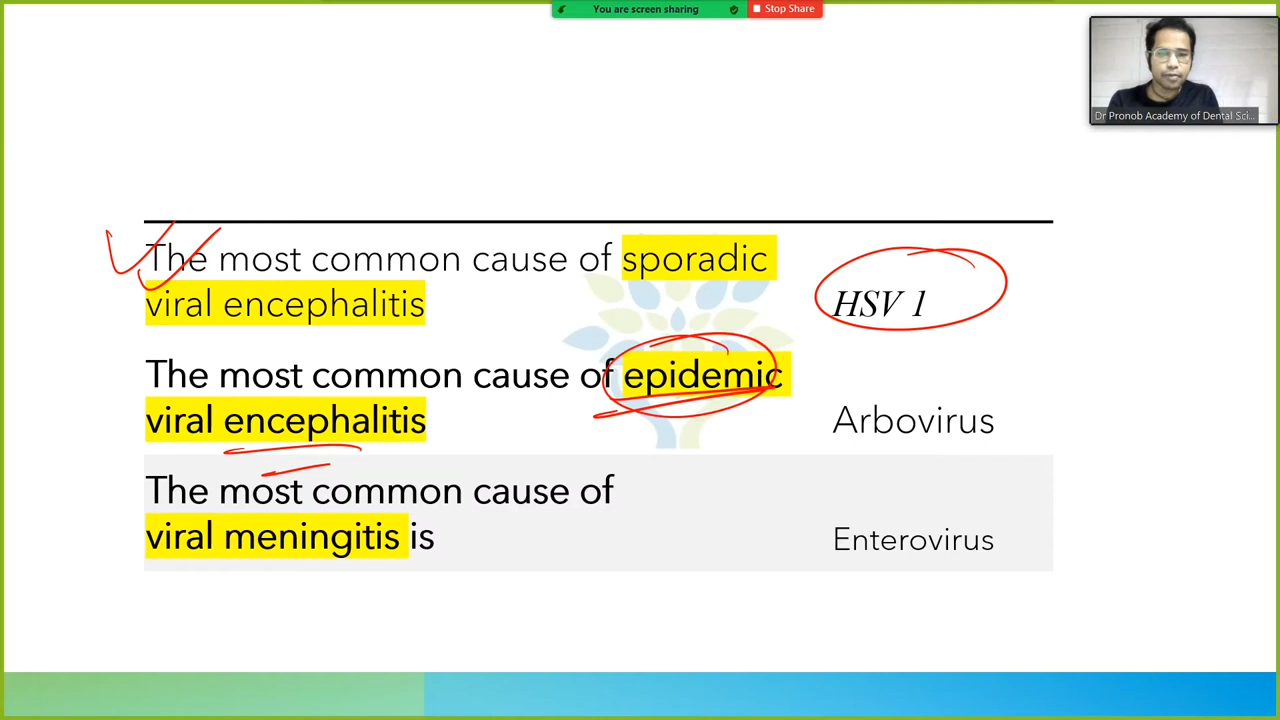 You are screen sharing
Stop Share
Dr Pronob Academy of Dental Sci...
The most common cause of sporadic
viral encephalitis
HSV 1
The most common cause of epidemic
viral encephalitis
Arbovirus
The most common cause of
viral meningitis is
Enterovirus